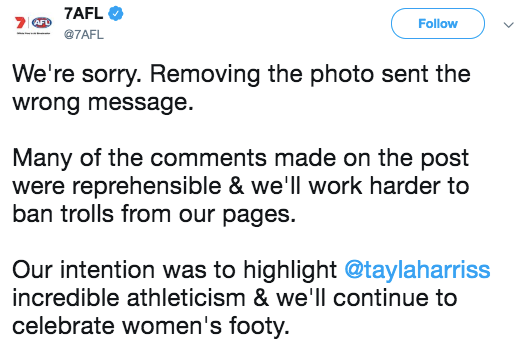 7AFL
@7AFL
Follow
7 AFL
We're sorry. Removing the photo sent the
wrong message.
Many of the comments made on the post
were reprehensible & we'll work harder to
ban trolls from our pages.
Our intention was to highlight @taylaharriss
incredible athleticism & we'll continue to
celebrate women's footy.